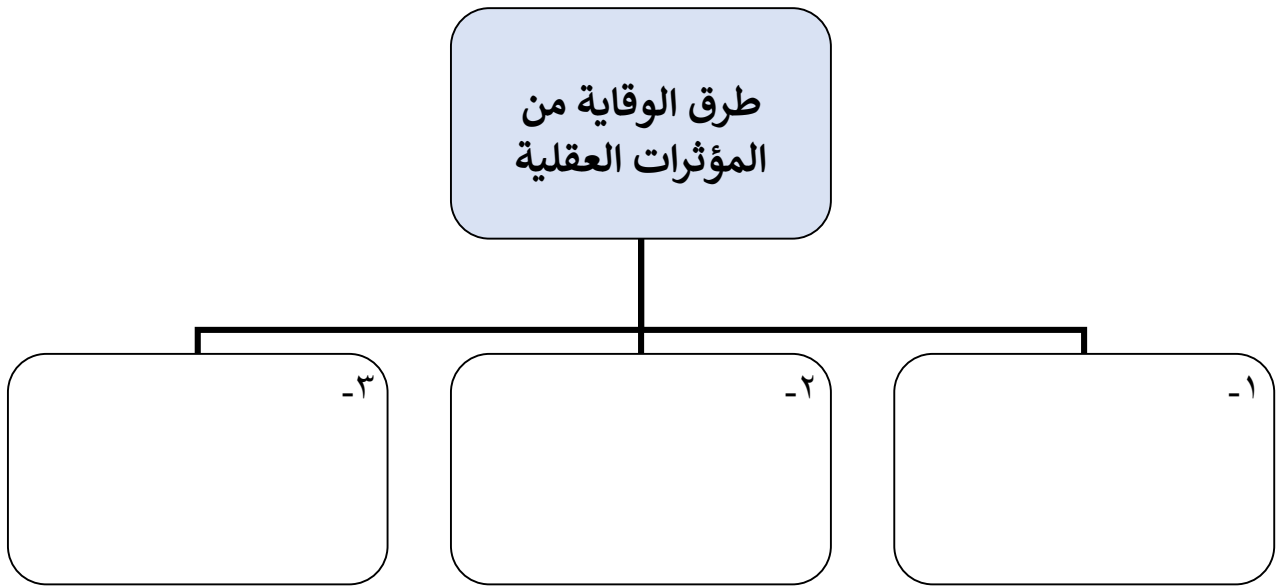 طرق الوقاية من
المؤثرات العقلية
١-
٢-
٣-